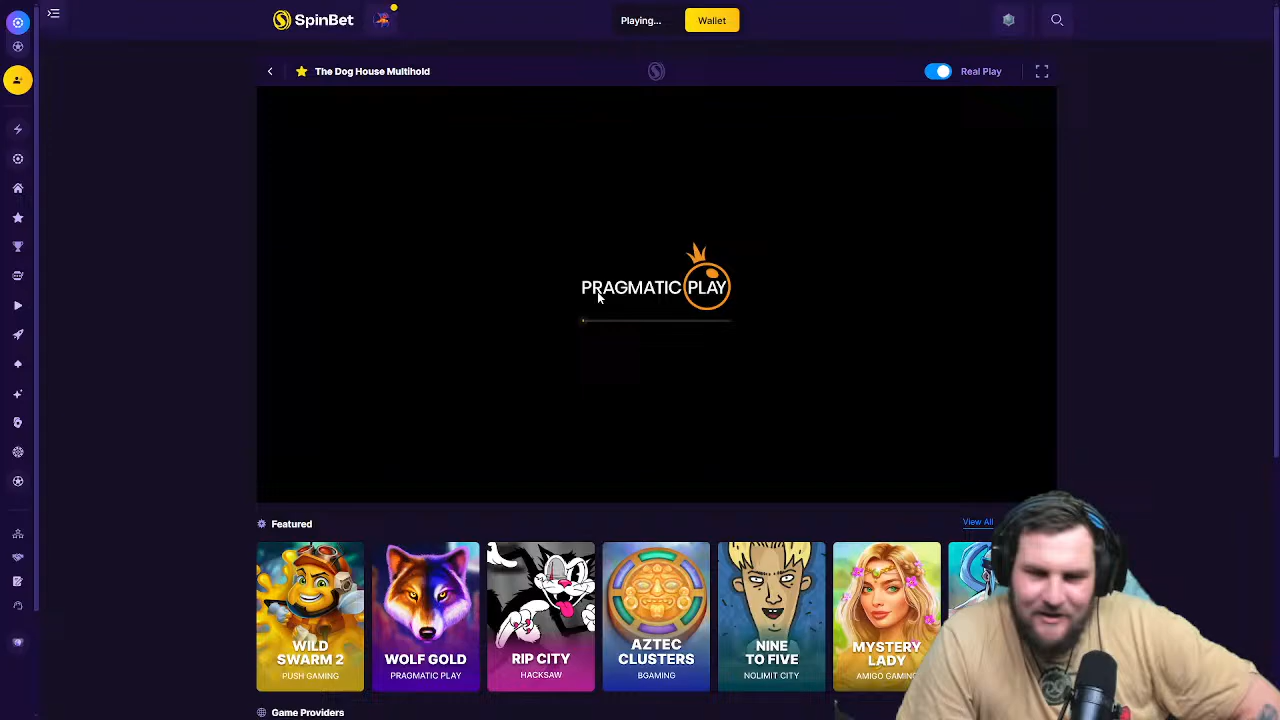 SpinBet
Playing...
Wallet
The Dog House Multihold
Real Play
PRAGMATIC PLAY
Featured
View All
WILD
SWARM 2
PUSH GAMING
WOLF GOLD
PRAGMATIC PLAY
RIP CITY
HACKSAW
AZTEC
CLUSTERS
BGAMING
NINE
TO FIVE
NOLIMIT CITY
MYSTERY
LADY
AMIGO GAMING
Game Providers